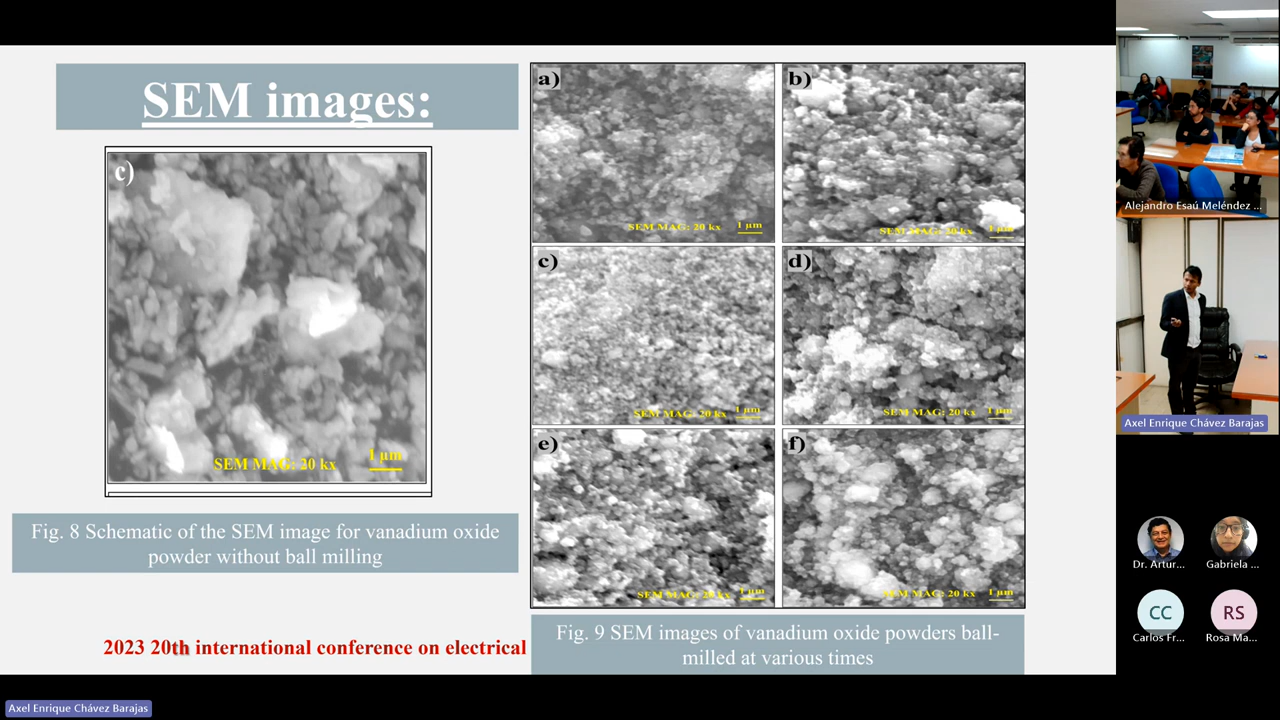 SEM images:
c)
SEM MAG: 20 kx
1 µm
Fig. 8 Schematic of the SEM image for vanadium oxide
powder without ball milling
2023 20th international conference on electrical
a)
SEM MAG: 20 kx
1 µm
b)
SEM MAG: 20 kx
1 µm
c)
SEM MAG: 20 kx
1 µm
d)
SEM MAG: 20 kx
1 µm
e)
SEM MAG: 20 kx
1 µm
f)
SEM MAG: 20 kx
1 µm
Fig. 9 SEM images of vanadium oxide powders ball-
milled at various times
Alejandro Esaú Meléndez ...
Axel Enrique Chávez Barajas
Dr. Artur...
Gabriela ...
CC
Carlos Fr...
RS
Rosa Ma...
Axel Enrique Chávez Barajas